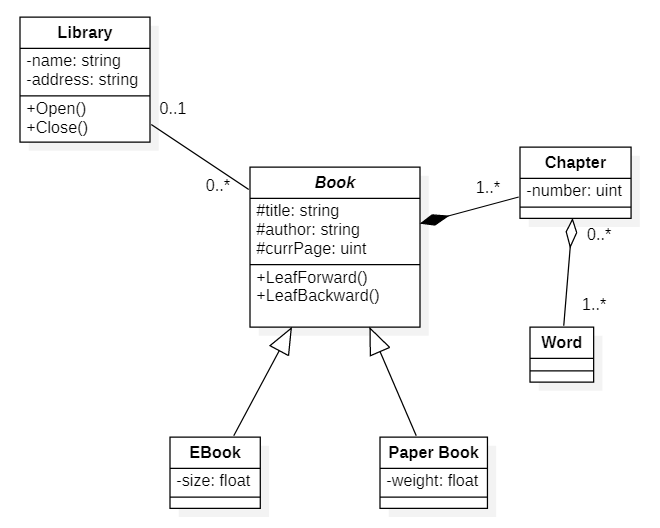 Library
-name: string
-address: string
+Open()
+Close()
0..1
0..*
Book
#title: string
#author: string
#currPage: uint
+LeafForward()
+LeafBackward()
1..*
Chapter
-number: uint
0..*
1..*
Word
EBook
-size: float
Paper Book
-weight: float